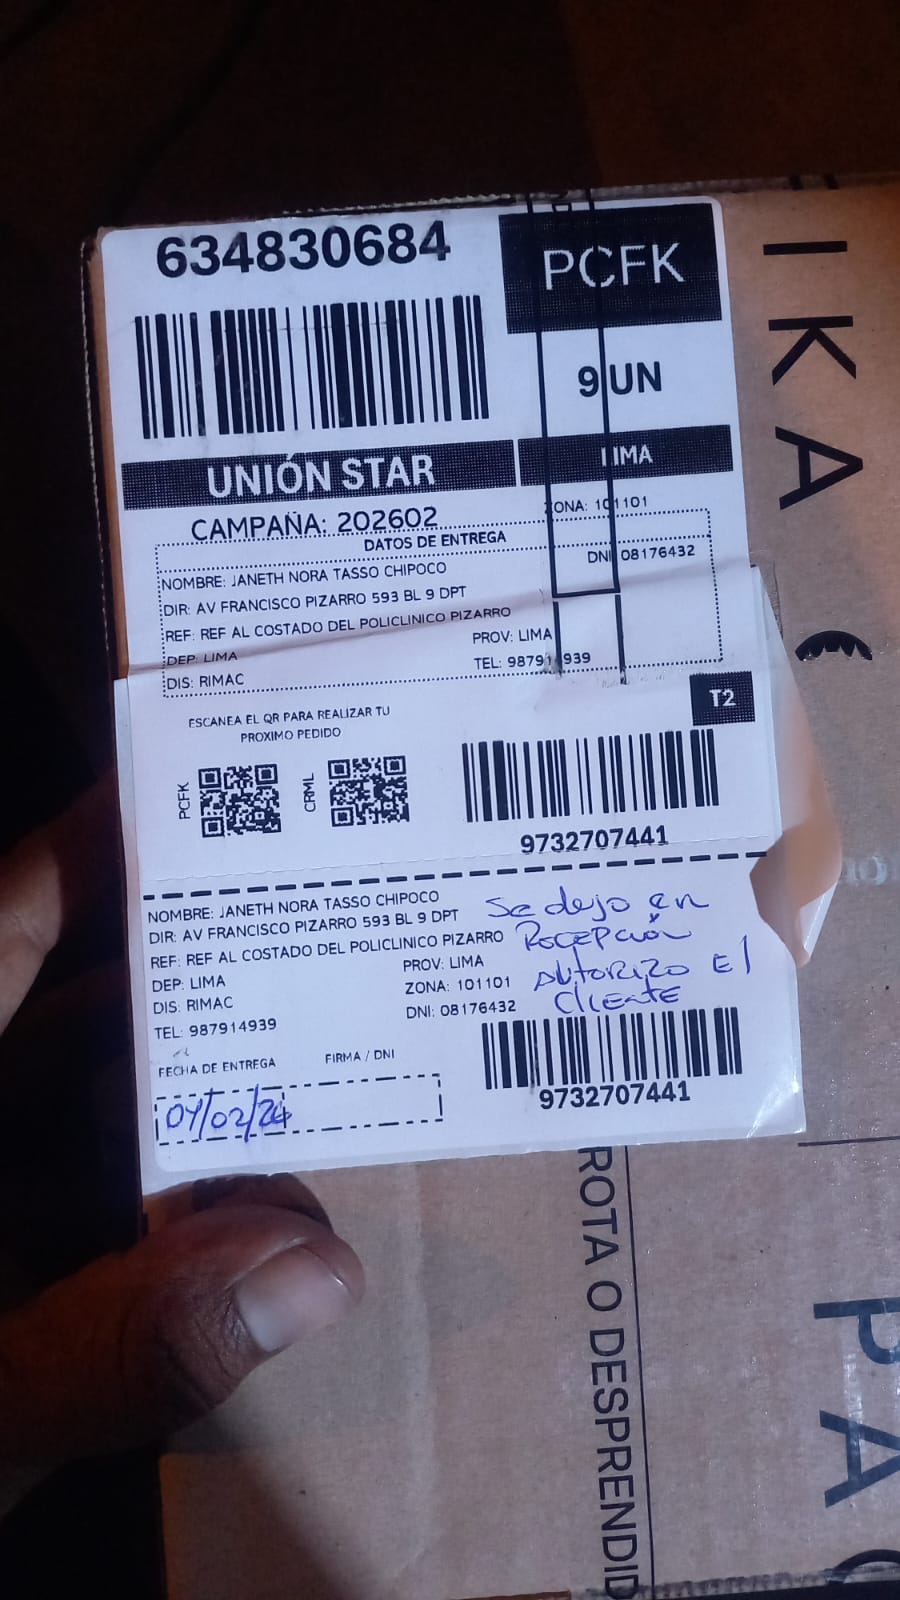 634830684
PCFK
9 UN
UNIÓN STAR
LIMA
CAMPAÑA: 202602
ZONA: 101101
DATOS DE ENTREGA
NOMBRE: JANETH NORA TASSO CHIPOCO
DNI: 08176432
DIR: AV FRANCISCO PIZARRO 593 BL 9 DPT
REF: REF AL COSTADO DEL POLICLINICO PIZARRO
DEP: LIMA
PROV: LIMA
DIS: RIMAC
TEL: 987914939
T2
ESCANEA EL QR PARA REALIZAR TU
PROXIMO PEDIDO
PCFK
CRML
9732707441
NOMBRE: JANETH NORA TASSO CHIPOCO
DIR: AV FRANCISCO PIZARRO 593 BL 9 DPT
REF: REF AL COSTADO DEL POLICLINICO PIZARRO
DEP: LIMA
PROV: LIMA
DIS: RIMAC
ZONA: 101101
TEL: 987914939
DNI: 08176432
Se dejo en
Recepción
autorizo El
cliente
FECHA DE ENTREGA
FIRMA / DNI
9732707441
IKA
ROTA O DESPRENDID
PA